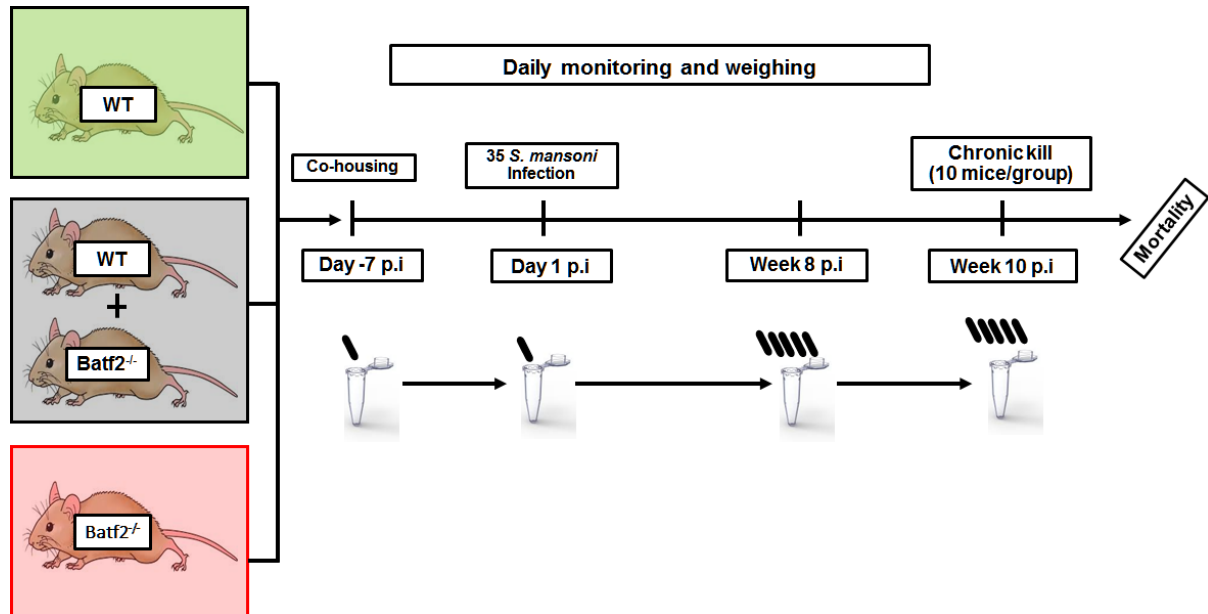 WT
WT
+
Batf2-/-
Batf2-/-
Daily monitoring and weighing
Co-housing
35 S. mansoni
Infection
Chronic kill
(10 mice/group)
Day -7 p.i
Day 1 p.i
Week 8 p.i
Week 10 p.i
Mortality